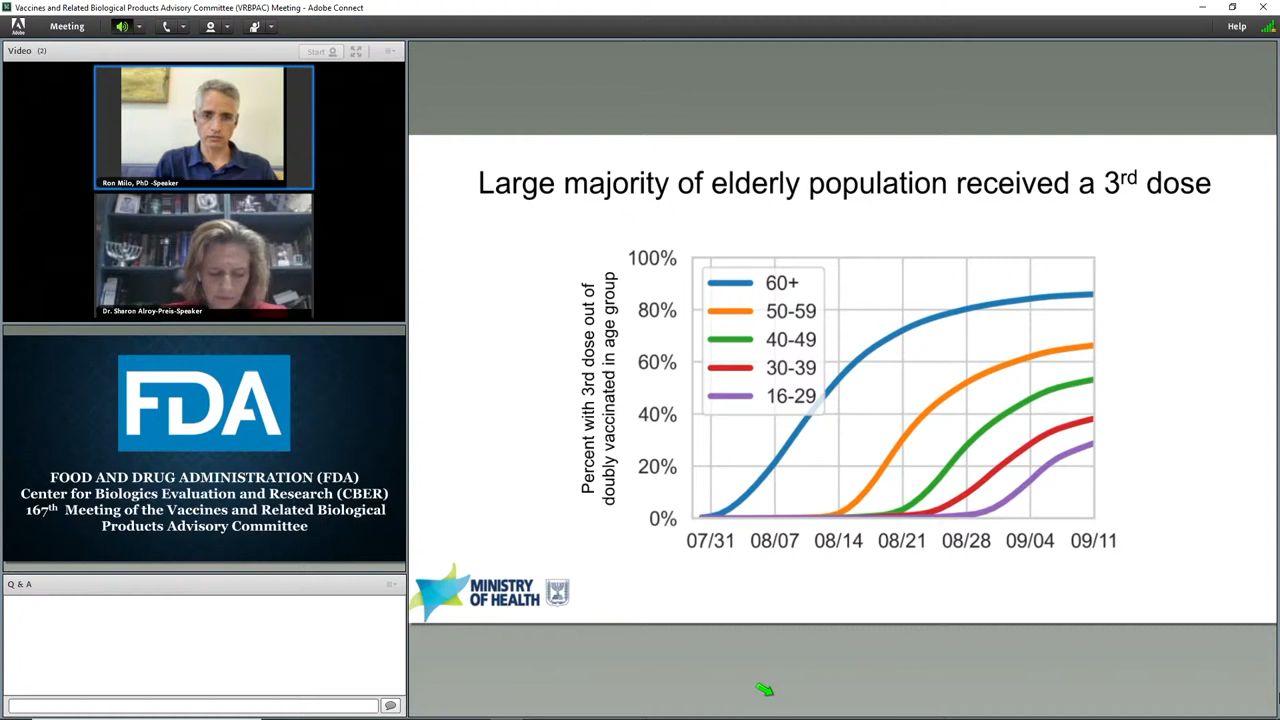 Vaccines and Related Biological Products Advisory Committee (VRBPAC) Meeting - Adobe Connect
Adobe
Meeting
Help
Video (2)
Start
Ron Milo, PhD -Speaker
Dr. Sharon Alroy-Preis-Speaker
FDA
FOOD AND DRUG ADMINISTRATION (FDA)
Center for Biologics Evaluation and Research (CBER)
167th Meeting of the Vaccines and Related Biological
Products Advisory Committee
Q & A
Large majority of elderly population received a 3rd dose
Percent with 3rd dose out of
doubly vaccinated in age group
100%
80%
60%
40%
20%
0%
60+
50-59
40-49
30-39
16-29
07/31 08/07 08/14 08/21 08/28 09/04 09/11
MINISTRY
OF HEALTH